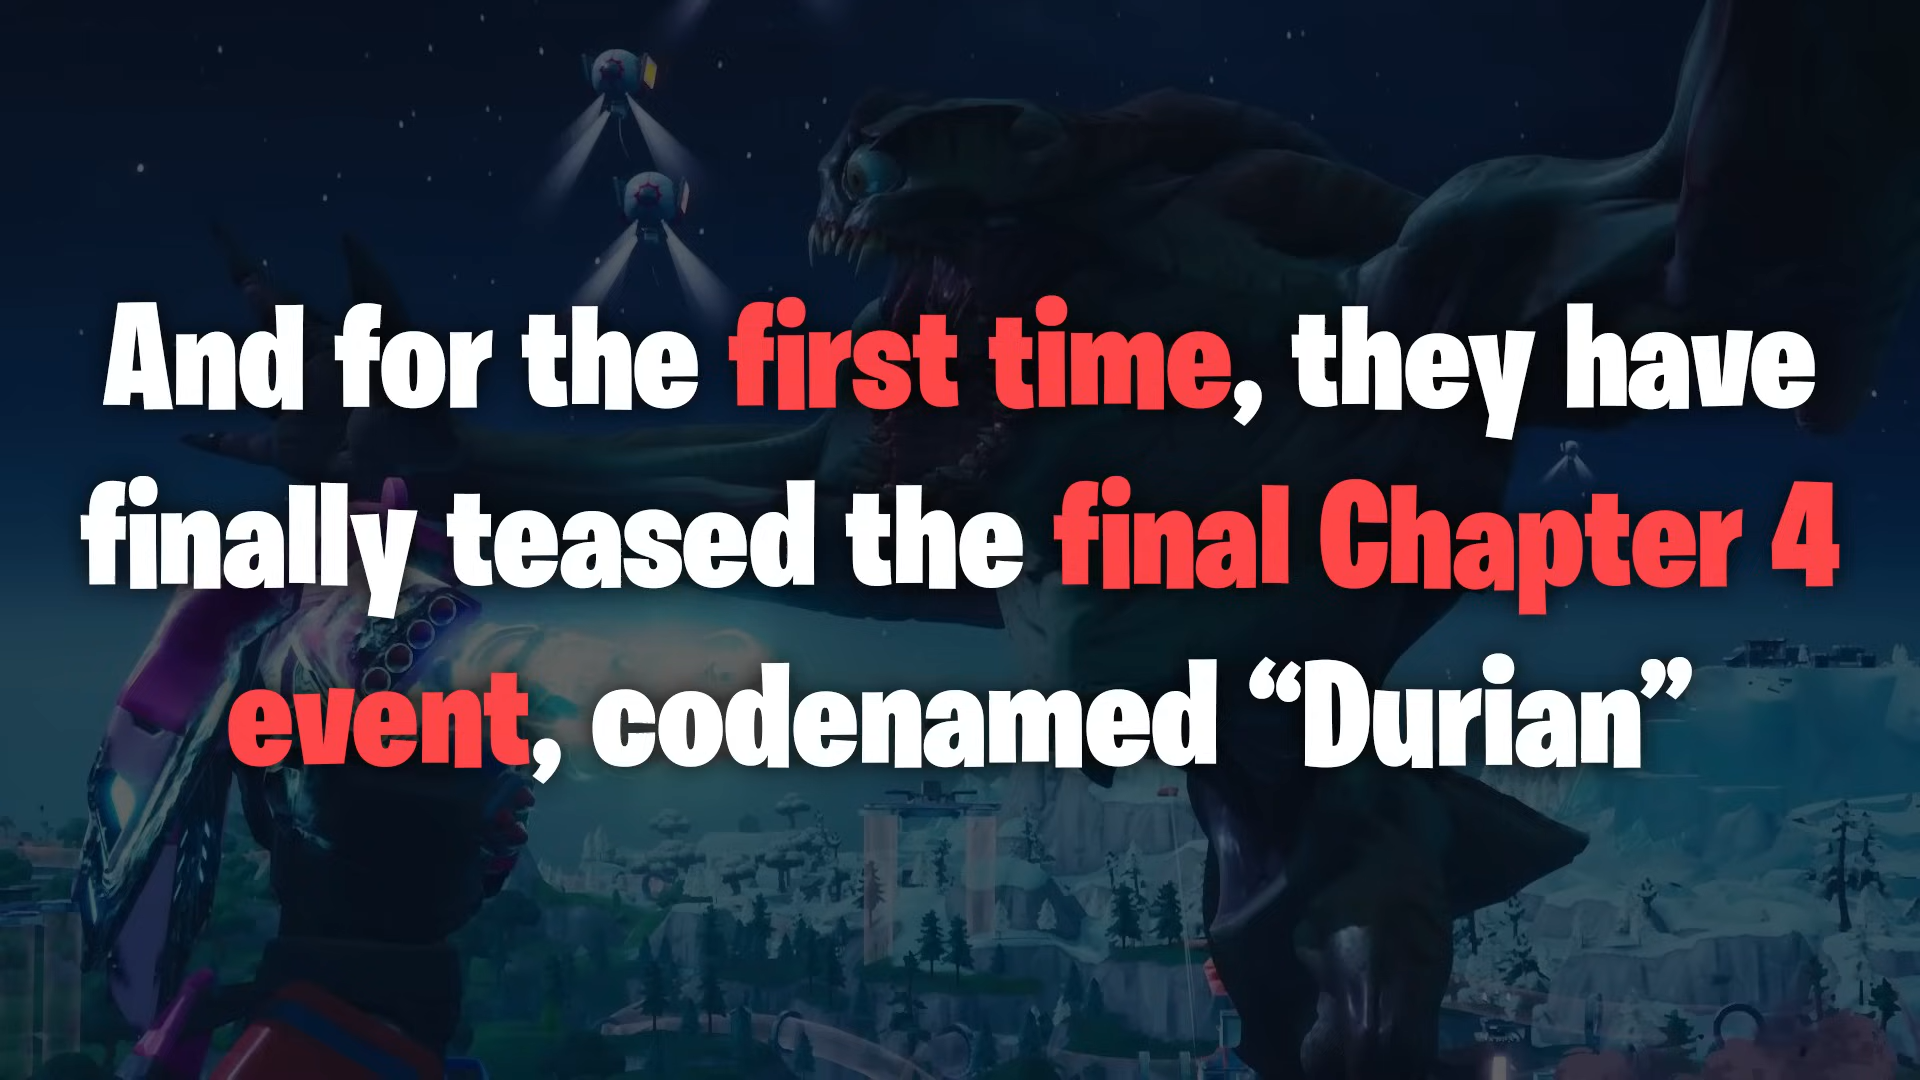 And for the first time, they have
finally teased the final Chapter 4
event, codenamed “Durian”